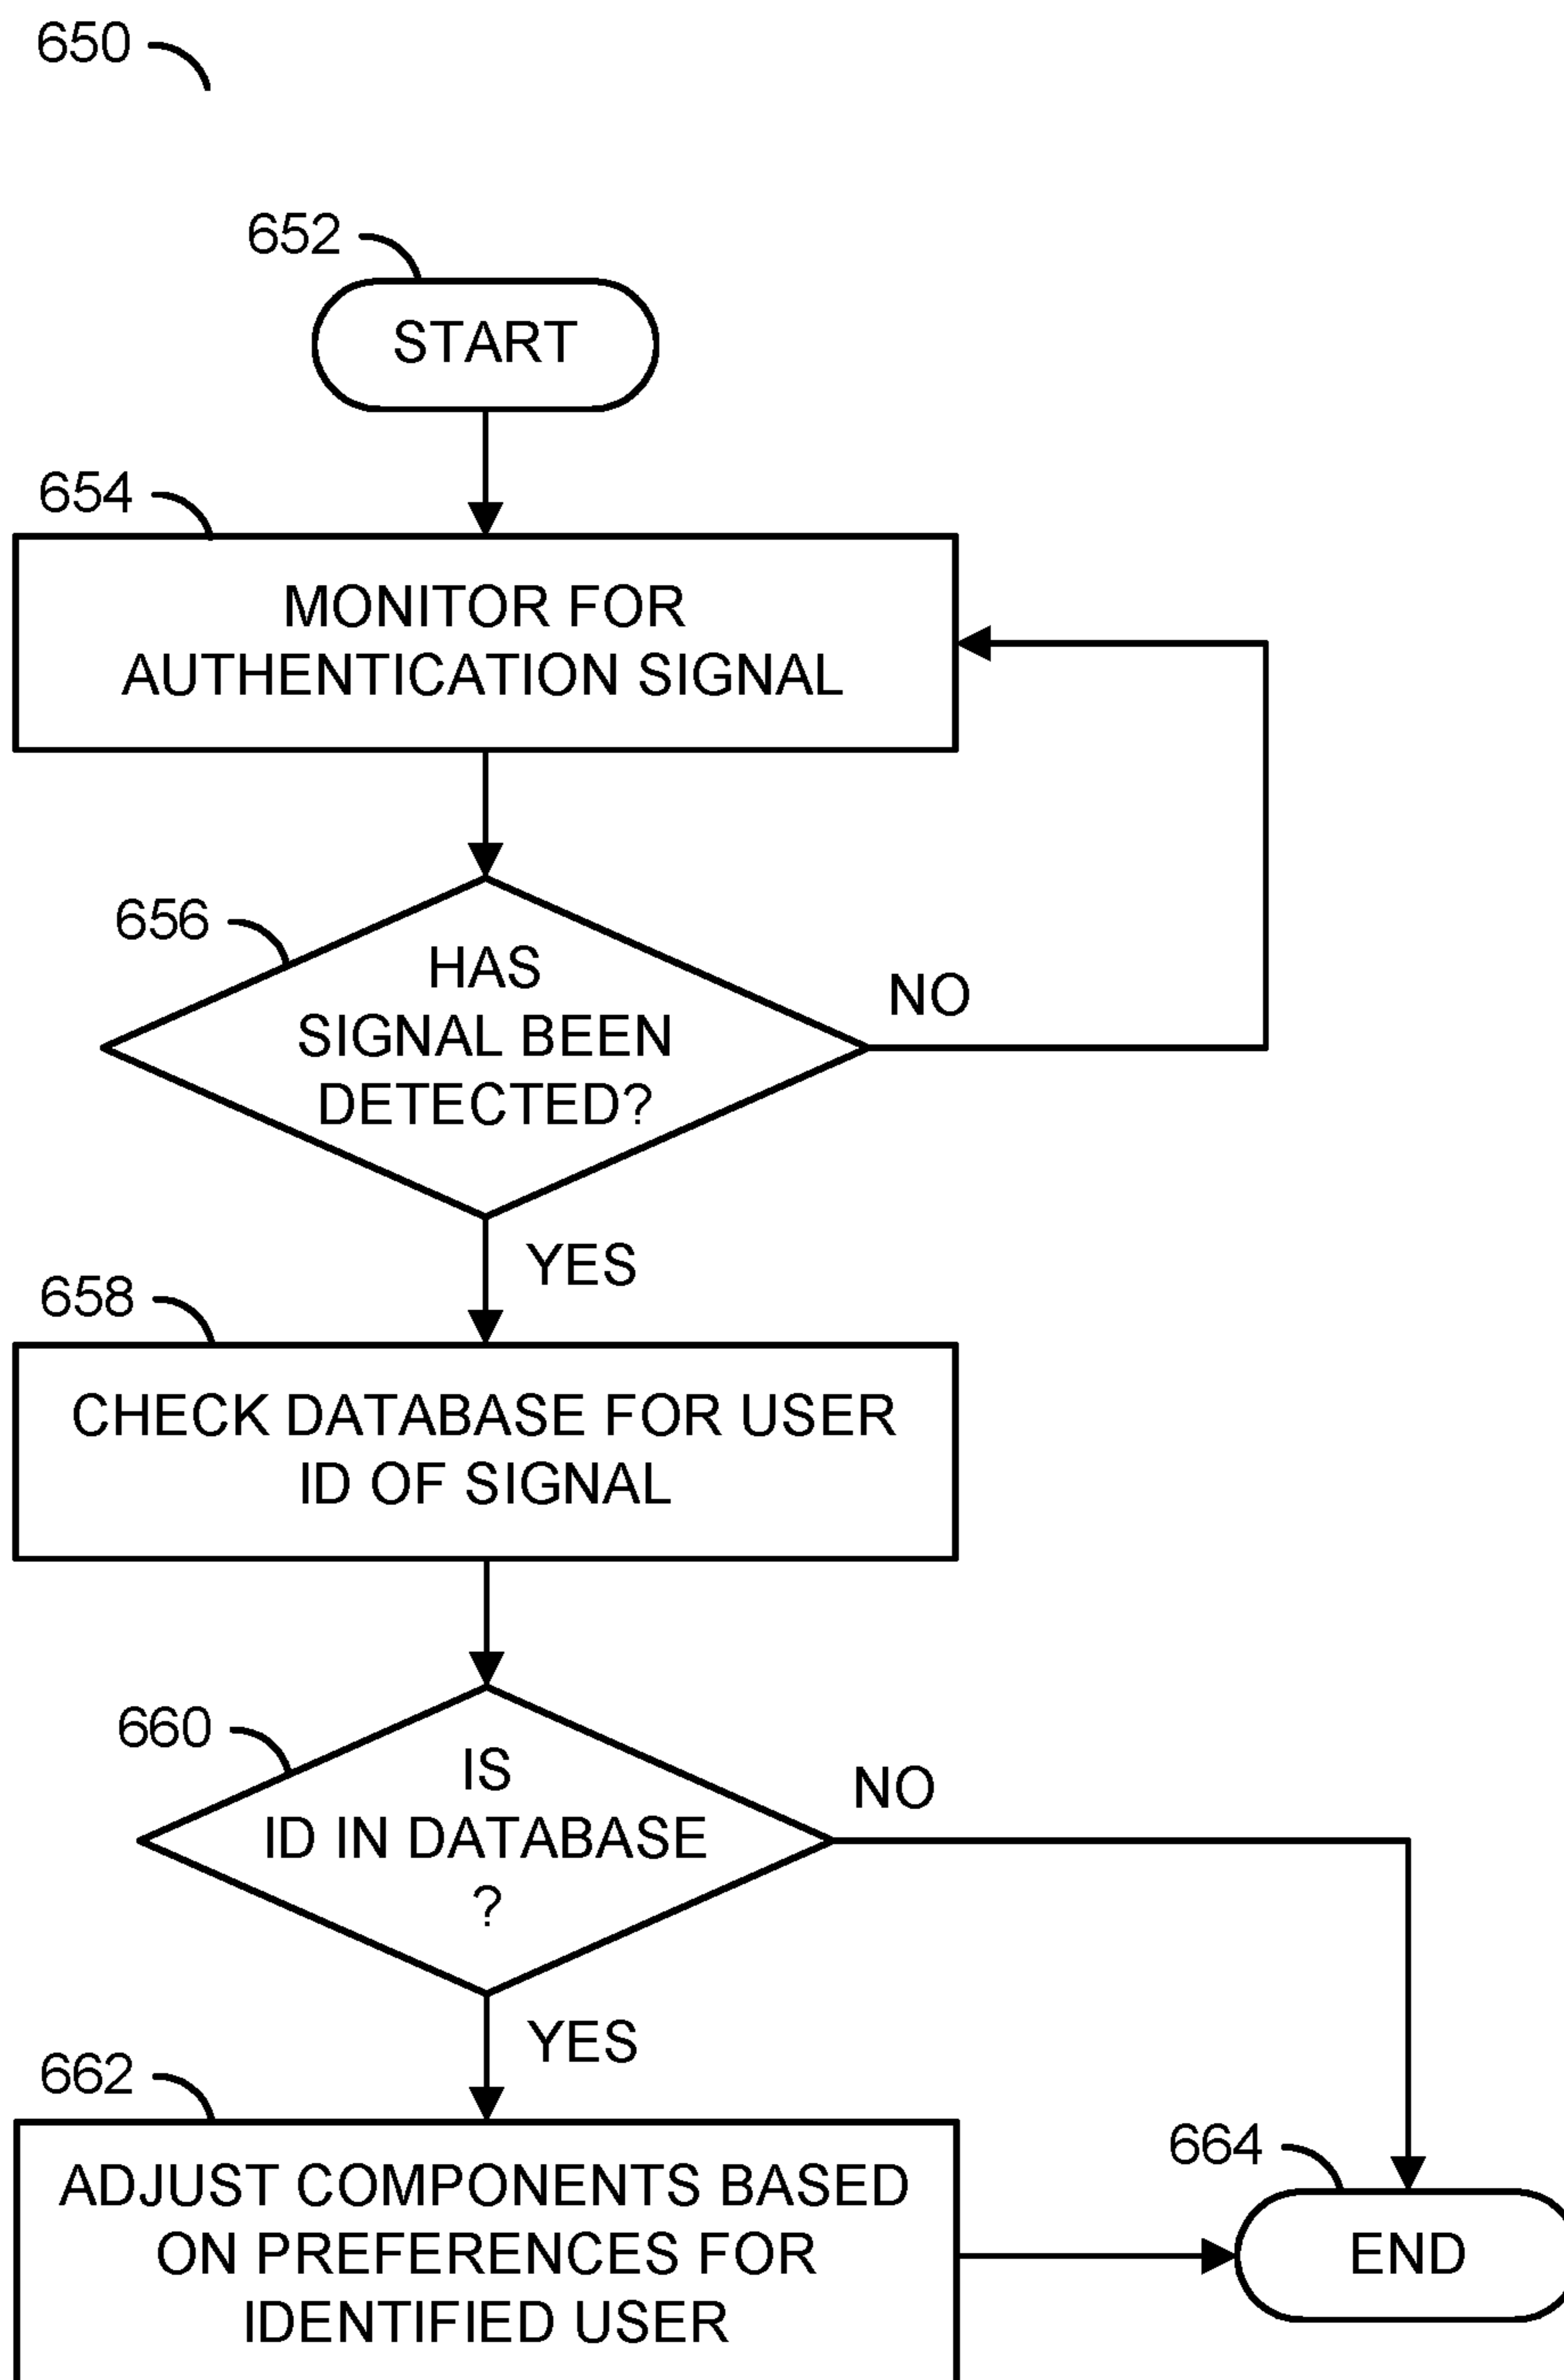 650
652
START
654
MONITOR FOR
AUTHENTICATION SIGNAL
656
HAS
SIGNAL BEEN
DETECTED?
NO
YES
658
CHECK DATABASE FOR USER
ID OF SIGNAL
660
IS
ID IN DATABASE
?
NO
YES
662
ADJUST COMPONENTS BASED
ON PREFERENCES FOR
IDENTIFIED USER
664
END